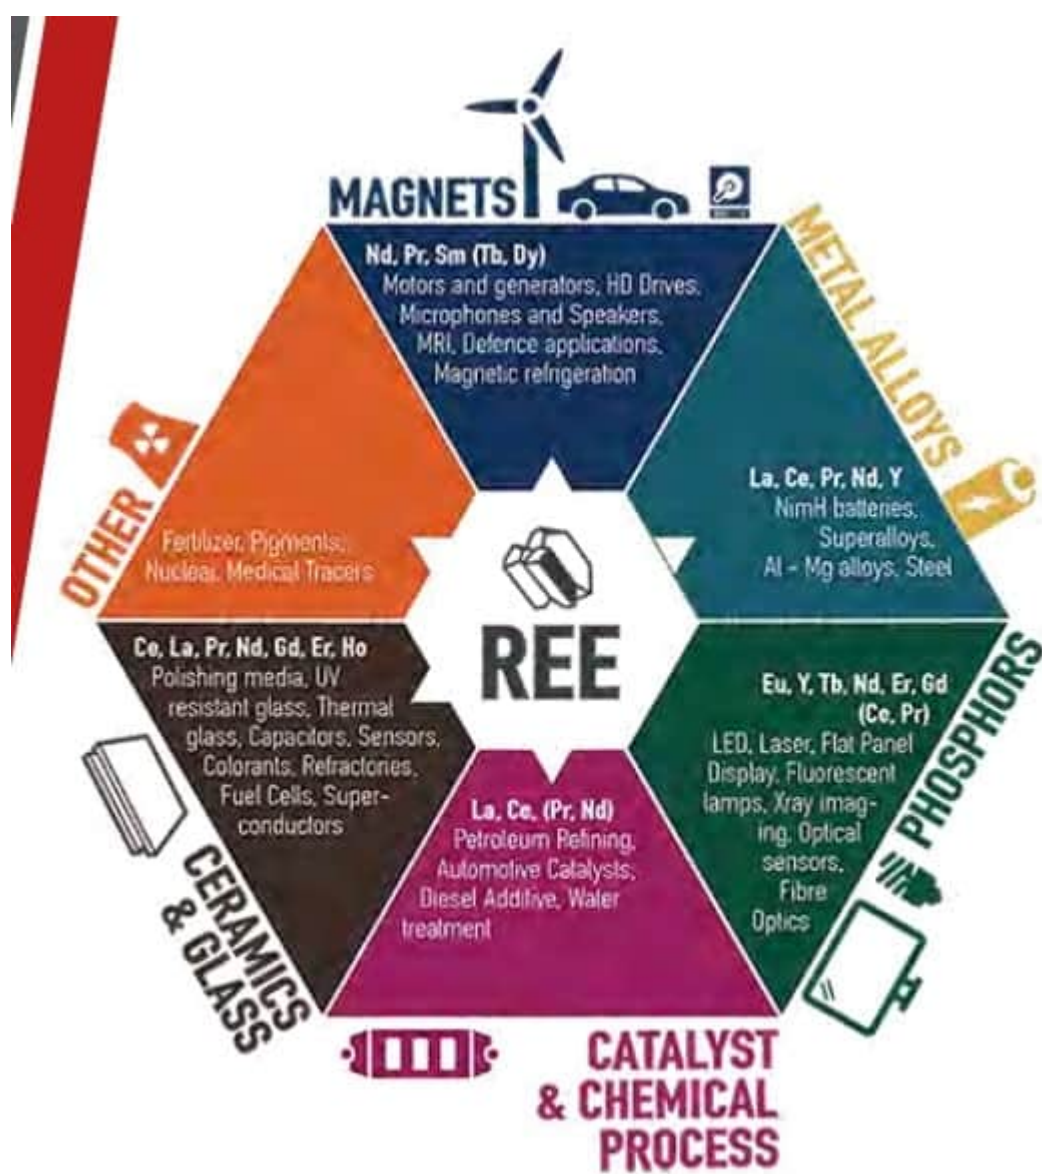 MAGNETS
Nd, Pr, Sm (Tb, Dy)
Motors and generators, HD Drives,
Microphones and Speakers,
MRI, Defence applications,
Magnetic refrigeration
METAL ALLOYS
La, Ce, Pr, Nd, Y
NimH batteries,
Superalloys,
Al - Mg alloys, Steel
OTHER
Fertilizer, Pigments,
Nuclear, Medical Tracers
REE
Ce, La, Pr, Nd, Gd, Er, Ho
Polishing media, UV
resistant glass, Thermal
glass, Capacitors, Sensors,
Colorants, Refractories,
Fuel Cells, Super-
conductors
CERAMICS
& GLASS
Eu, Y, Tb, Nd, Er, Gd
(Ce, Pr)
LED, Laser, Flat Panel
Display, Fluorescent
lamps, Xray imag-
ing, Optical
sensors,
Fibre
Optics
PHOSPHORS
La, Ce, (Pr, Nd)
Petroleum Refining,
Automotive Catalysts,
Diesel Additive, Water
treatment
CATALYST
& CHEMICAL
PROCESS